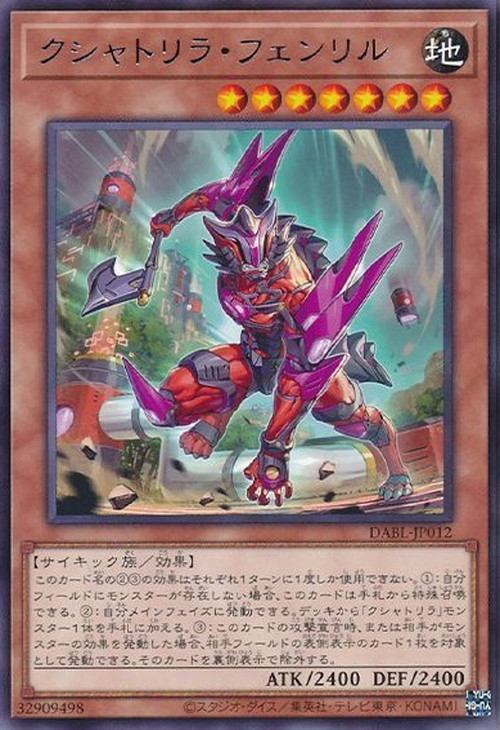 クシャトリラ・フェンリル
地
DABL-JP012
【サイキック族／効果】
このカード名の②③の効果はそれぞれ1ターンに1度しか使用できない。①:自分
フィールドにモンスターが存在しない場合、このカードは手札から特殊召喚
できる。②:自分メインフェイズに発動できる。デッキから「クシャトリラ」モン
スター1体を手札に加える。③:このカードの攻撃宣言時、または相手がモ
ンスターの効果を発動した場合、相手フィールドの表側表示のカード1枚を対象
として発動できる。そのカードを裏側表示で除外する。
ATK/2400 DEF/2400
32909498
©スタジオ・ダイス／集英社・テレビ東京・KONAMI